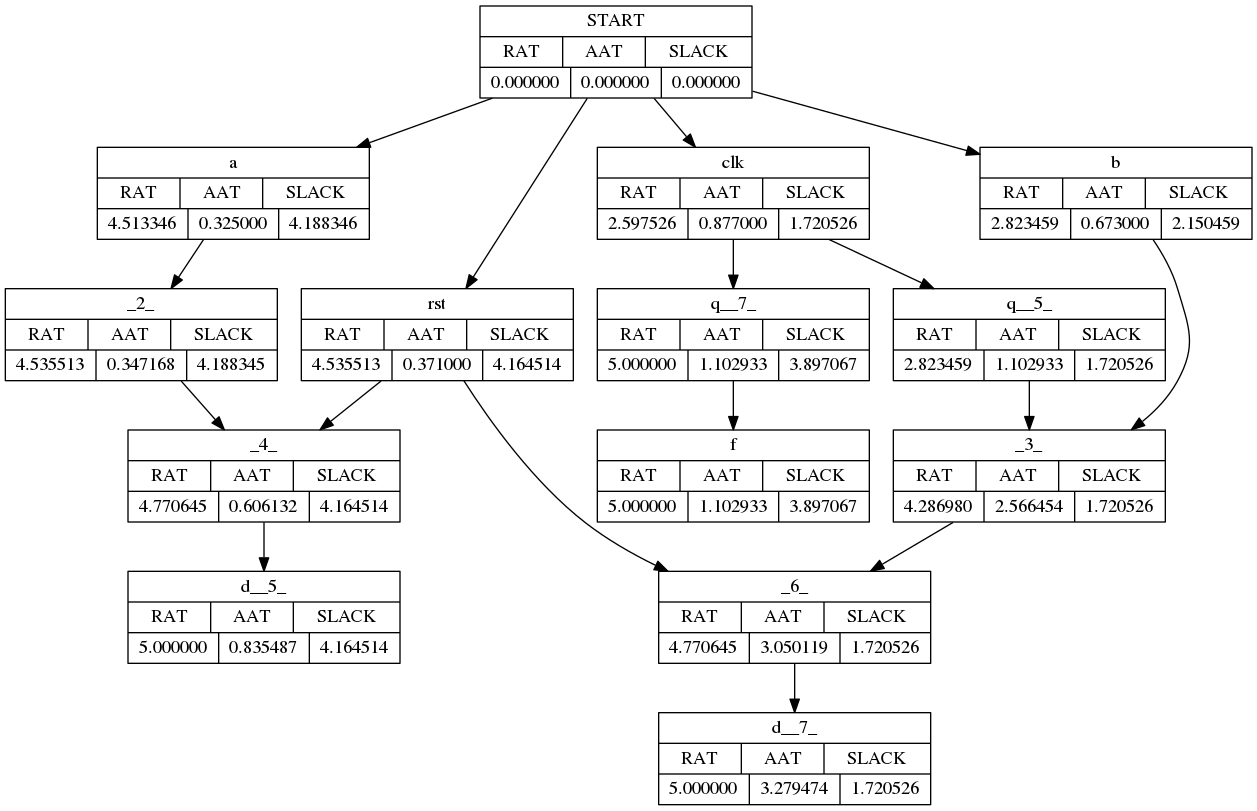 START
RAT AAT SLACK
0.000000 0.000000 0.000000
a
RAT AAT SLACK
4.513346 0.325000 4.188346
clk
RAT AAT SLACK
2.597526 0.877000 1.720526
b
RAT AAT SLACK
2.823459 0.673000 2.150459
_2_
RAT AAT SLACK
4.535513 0.347168 4.188345
rst
RAT AAT SLACK
4.535513 0.371000 4.164514
q__7_
RAT AAT SLACK
5.000000 1.102933 3.897067
q__5_
RAT AAT SLACK
2.823459 1.102933 1.720526
_4_
RAT AAT SLACK
4.770645 0.606132 4.164514
f
RAT AAT SLACK
5.000000 1.102933 3.897067
_3_
RAT AAT SLACK
4.286980 2.566454 1.720526
d__5_
RAT AAT SLACK
5.000000 0.835487 4.164514
_6_
RAT AAT SLACK
4.770645 3.050119 1.720526
d__7_
RAT AAT SLACK
5.000000 3.279474 1.720526